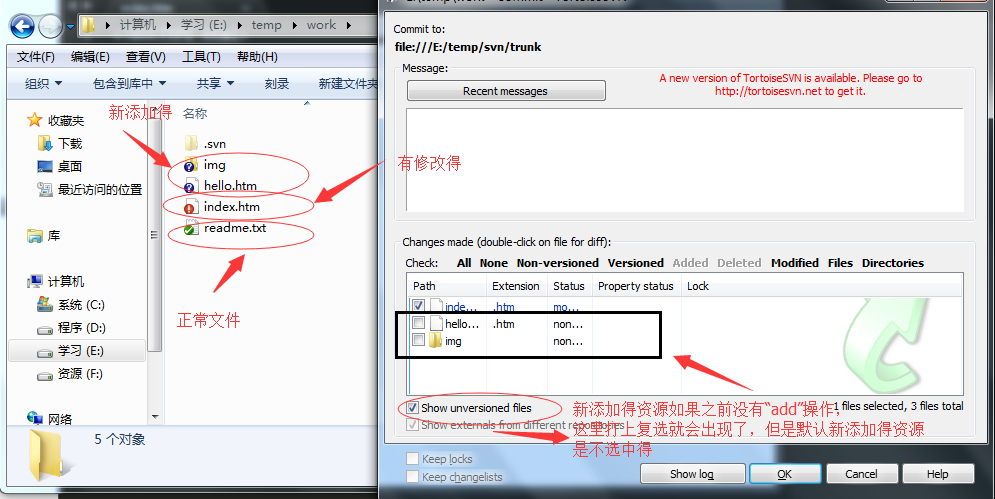 计算机 学习 (E:) temp work
文件(F) 编辑(E) 查看(V) 工具(T) 帮助(H)
组织 包含到库中 共享 刻录 新建文件夹
新添加得
收藏夹
下载
桌面
最近访问的位置
库
计算机
系统 (C:)
程序 (D:)
学习 (E:)
资源 (F:)
网络
名称
.svn
img
hello.htm
index.htm
readme.txt
有修改得
正常文件
5 个对象
Commit to:
file:///E:/temp/svn/trunk
Message:
Recent messages
A new version of TortoiseSVN is available. Please go to
http://tortoisesvn.net to get it.
Changes made (double-click on file for diff):
Check: All None Non-versioned Versioned Added Deleted Modified Files Directories
Path Extension Status Property status Lock
inde... .htm mo...
hello... .htm non...
img non...
Show unversioned files
1 files selected, 3 files total
Show externals from different repositories
新添加得资源如果之前没有“add”操作,
这里打上复选就会出现了，但是默认新添加得资源
是不选中得
Keep locks
Keep changelists
Show log OK Cancel Help